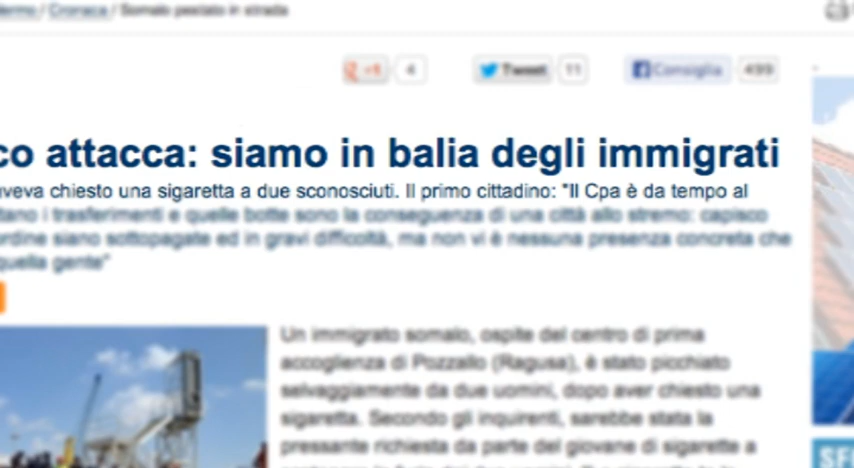 Cronaca / Somalo pestato in strada
+1 4 Tweet 11 Consiglia 499
co attacca: siamo in balia degli immigrati
aveva chiesto una sigaretta a due sconosciuti. Il primo cittadino: "Il Cpa è da tempo al
tano i trasferimenti e quelle botte sono la conseguenza di una città allo stremo: capisco
ordine siano sottopagate ed in gravi difficoltà, ma non vi è nessuna presenza concreta che
quella gente"
Un immigrato somalo, ospite del centro di prima
accoglienza di Pozzallo (Ragusa), è stato picchiato
selvaggiamente da due uomini, dopo aver chiesto una
sigaretta. Secondo gli inquirenti, sarebbe stata la
pressante richiesta da parte del giovane di sigarette a